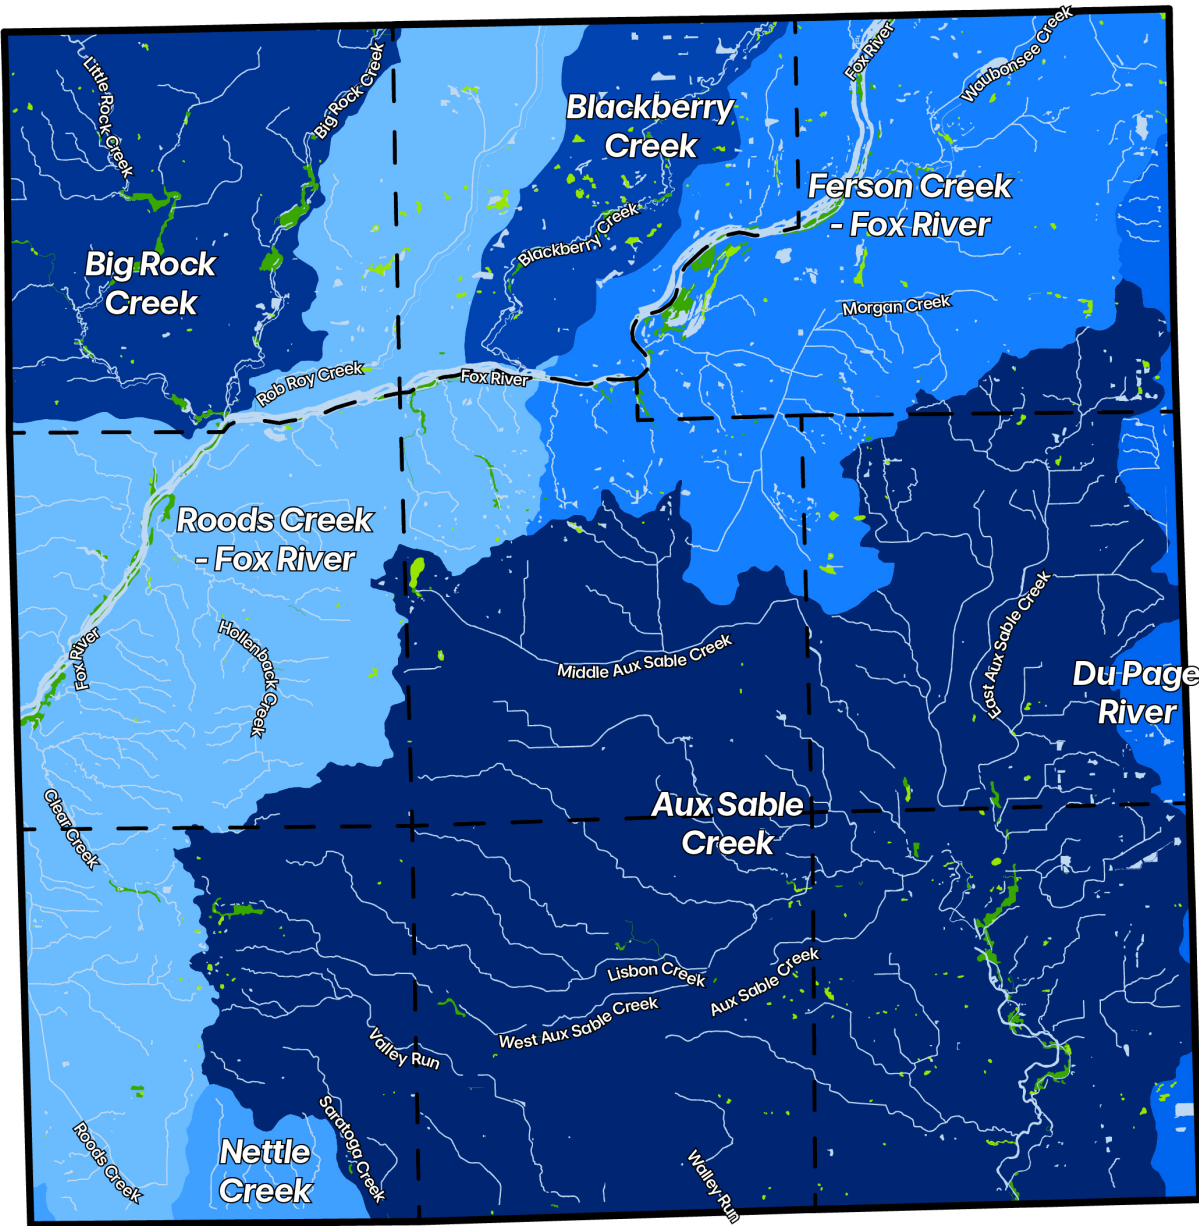 Little Rock Creek
Big Rock Creek
Fox River
Waubonsee Creek
Blackberry
Creek
Ferson Creek
- Fox River
Blackberry Creek
Big Rock
Creek
Morgan Creek
Rob Roy Creek
Fox River
Roods Creek
- Fox River
Fox River
Hollenback Creek
Middle Aux Sable Creek
East Aux Sable Creek
Du Page
River
Clear Creek
Aux Sable
Creek
Lisbon Creek
Aux Sable Creek
West Aux Sable Creek
Valley Run
Saratoga Creek
Roods Creek
Nettle
Creek
Walley Run